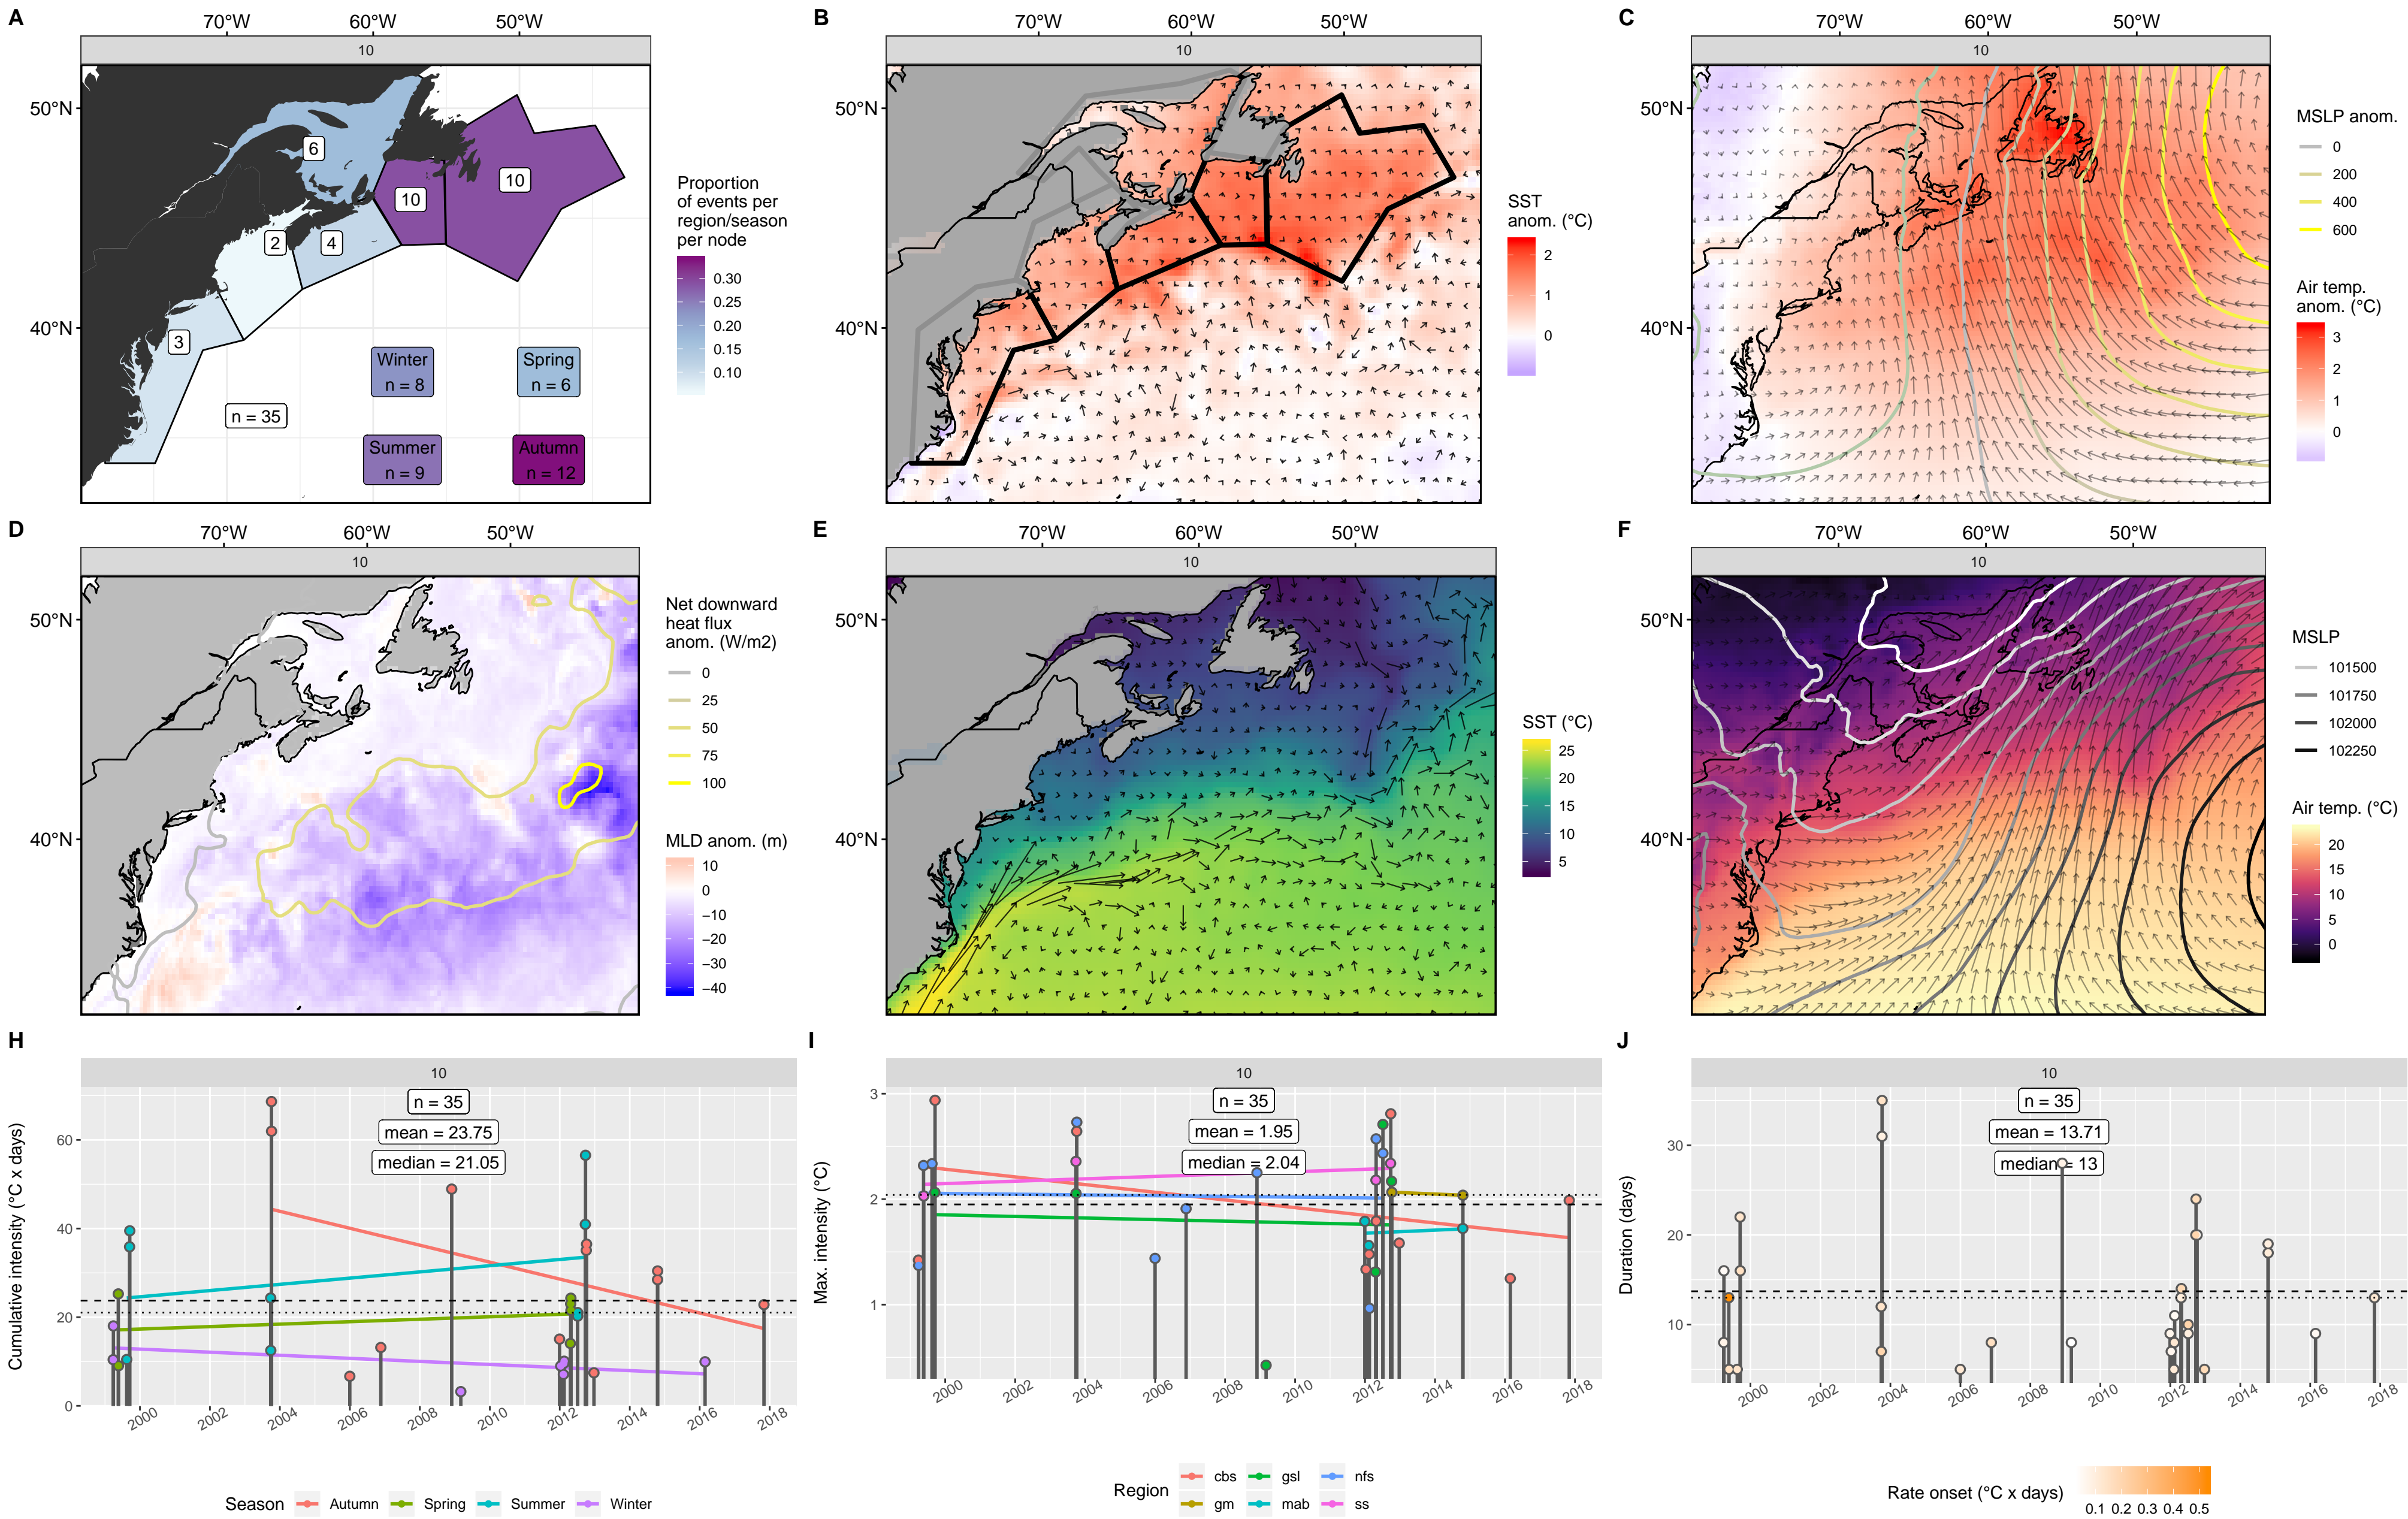 A
70°W 60°W 50°W
10
50°N
40°N
6
10
10
2
4
3
n = 35
Winter
n = 8
Spring
n = 6
Summer
n = 9
Autumn
n = 12
Proportion
of events per
region/season
per node
0.30
0.25
0.20
0.15
0.10
B
70°W 60°W 50°W
10
50°N
40°N
SST
anom. (°C)
2
1
0
C
70°W 60°W 50°W
10
50°N
40°N
MSLP anom.
0
200
400
600
Air temp.
anom. (°C)
3
2
1
0
D
70°W 60°W 50°W
10
50°N
40°N
Net downward
heat flux
anom. (W/m2)
0
25
50
75
100
MLD anom. (m)
10
0
−10
−20
−30
−40
E
70°W 60°W 50°W
10
50°N
40°N
SST (°C)
25
20
15
10
5
F
70°W 60°W 50°W
10
50°N
40°N
MSLP
101500
101750
102000
102250
Air temp. (°C)
20
15
10
5
0
H
10
n = 35
mean = 23.75
median = 21.05
Cumulative intensity (°C x days)
60
40
20
0
2000 2002 2004 2006 2008 2010 2012 2014 2016 2018
Season Autumn Spring Summer Winter
I
10
n = 35
mean = 1.95
median = 2.04
Max. intensity (°C)
3
2
1
2000 2002 2004 2006 2008 2010 2012 2014 2016 2018
Region
cbs gsl nfs
gm mab ss
J
10
n = 35
mean = 13.71
median = 13
Duration (days)
30
20
10
2000 2002 2004 2006 2008 2010 2012 2014 2016 2018
Rate onset (°C x days)
0.1 0.2 0.3 0.4 0.5